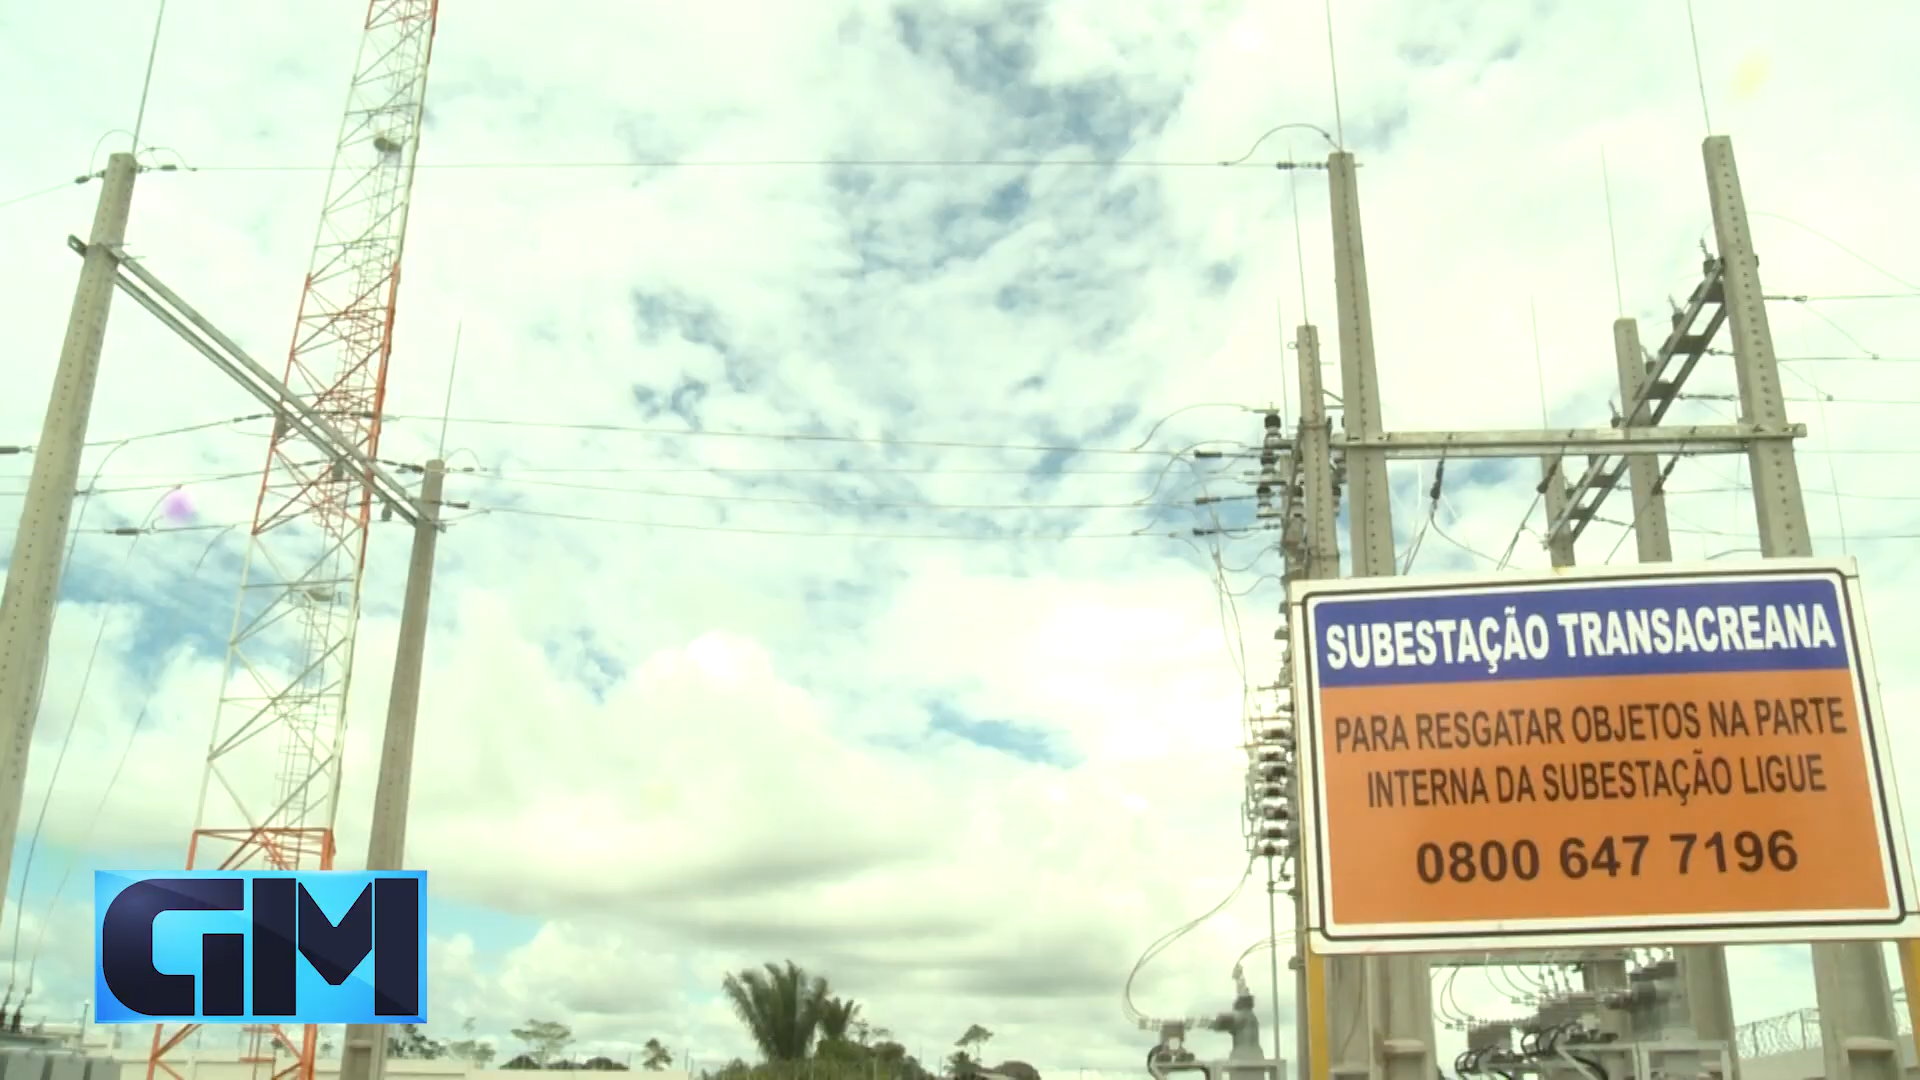 SUBESTAÇÃO TRANSACREANA
PARA RESGATAR OBJETOS NA PARTE
INTERNA DA SUBESTAÇÃO LIGUE
0800 647 7196
GM